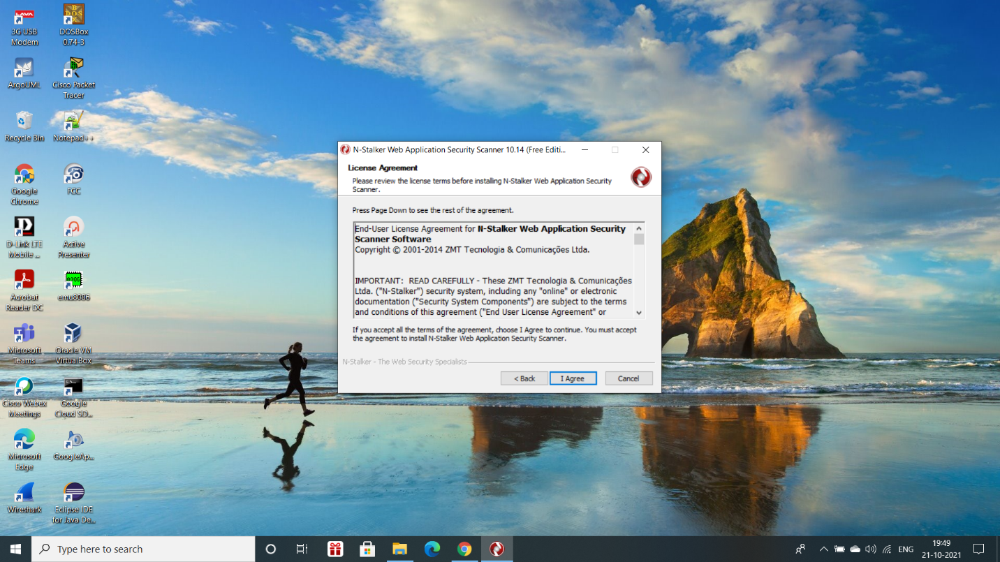 3G USB
Modem
DOSBox
0.74-3
ArgoUML
Cisco Packet
Tracer
Recycle Bin
Notepad++
Google
Chrome
FCC
D-Link LTE
Mobile ...
Active
Presenter
Acrobat
Reader DC
emu8086
Microsoft
Teams
Oracle VM
VirtualBox
Cisco Webex
Meetings
Google
Cloud SD...
Microsoft
Edge
GoogleAp...
Wireshark
Eclipse IDE
for Java De...
N-Stalker Web Application Security Scanner 10.14 (Free Editi...
License Agreement
Please review the license terms before installing N-Stalker Web Application Security
Scanner.
Press Page Down to see the rest of the agreement.
End-User License Agreement for N-Stalker Web Application Security
Scanner Software
Copyright © 2001-2014 ZMT Tecnologia & Comunicações Ltda.
IMPORTANT: READ CAREFULLY - These ZMT Tecnologia & Comunicações
Ltda. ("N-Stalker") security system, including any "online" or electronic
documentation ("Security System Components") are subject to the terms
and conditions of this agreement ("End User License Agreement" or
If you accept all the terms of the agreement, choose I Agree to continue. You must accept
the agreement to install N-Stalker Web Application Security Scanner.
N-Stalker - The Web Security Specialists
< Back
I Agree
Cancel
Type here to search
ENG
19:49
21-10-2021